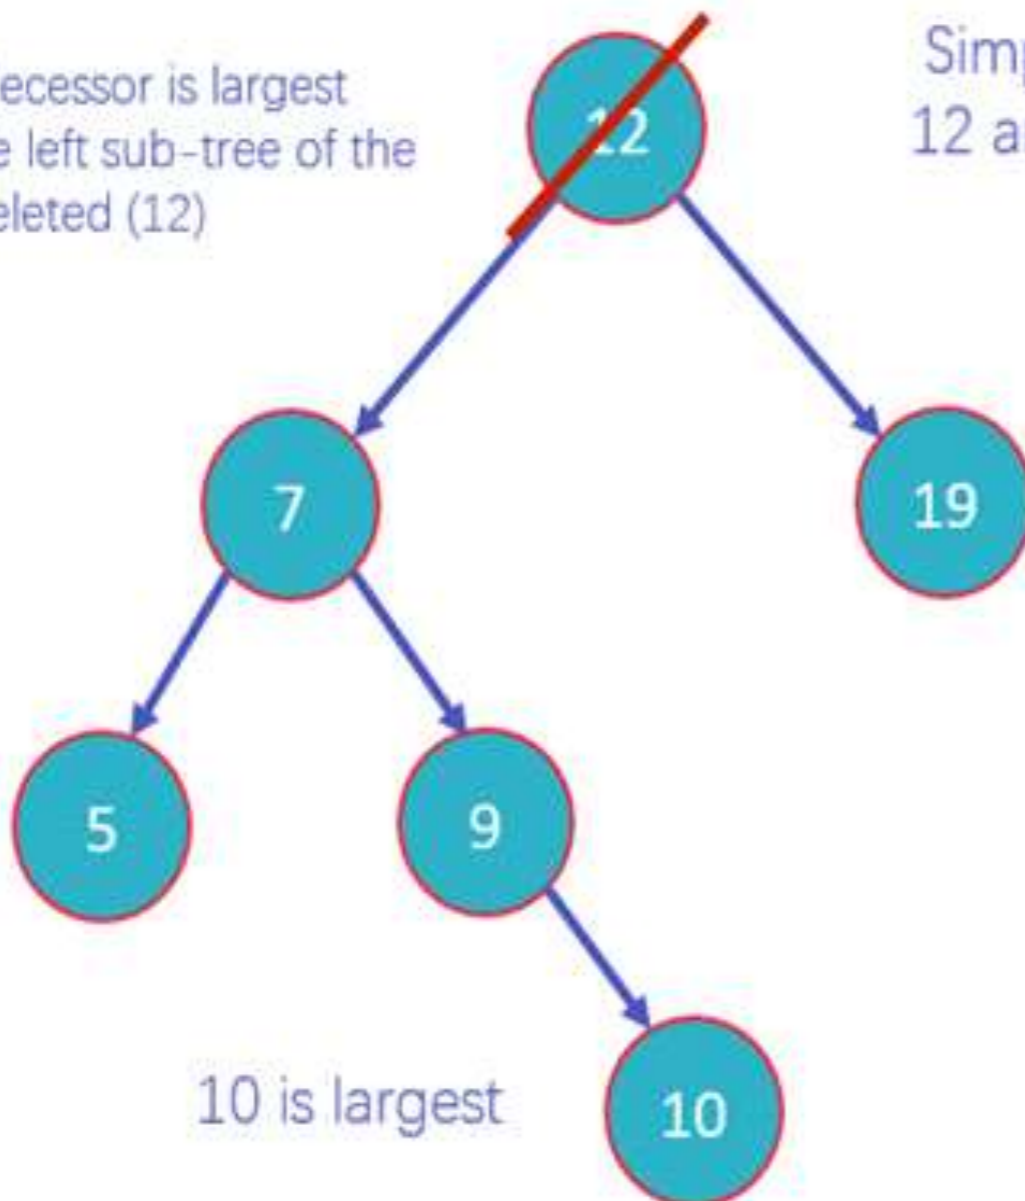 ecessor is largest
e left sub-tree of the
eleted (12)
Simp
12 a
12
7
19
5
9
10 is largest
10